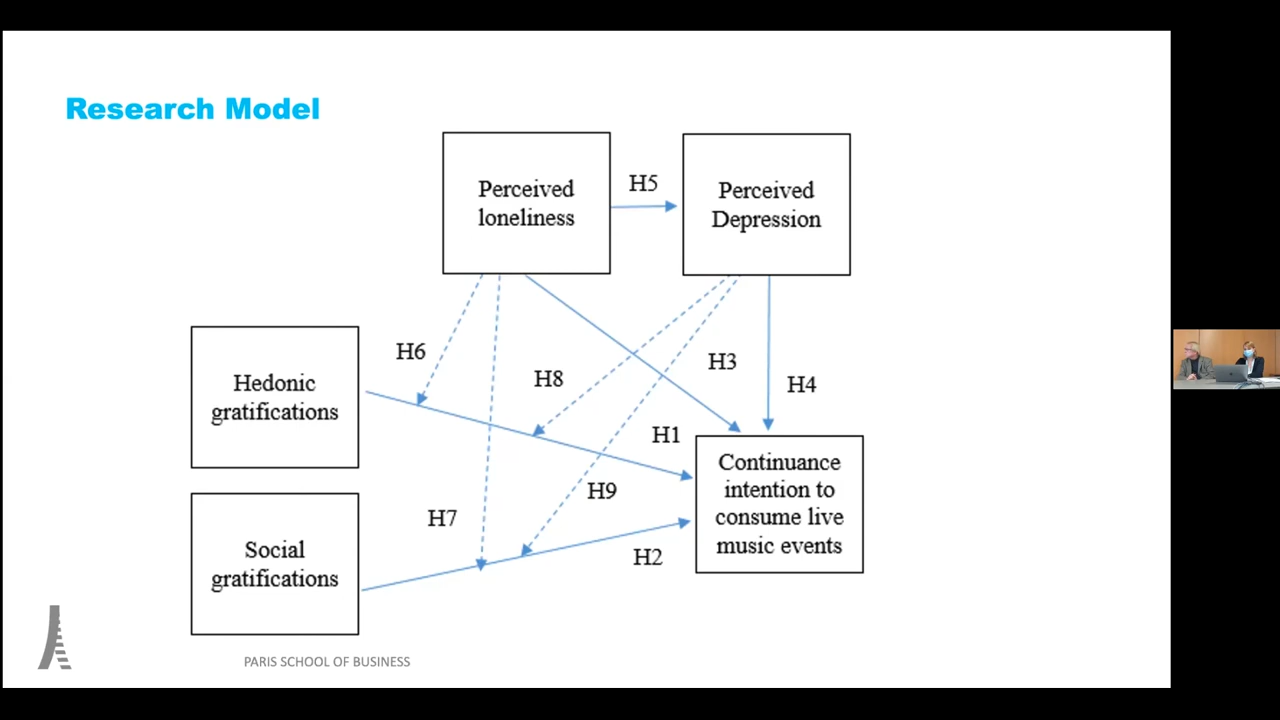 Research Model
Perceived
loneliness
H5
Perceived
Depression
H6
H8
H3
H4
Hedonic
gratifications
H1
Continuance
intention to
consume live
music events
H9
H7
H2
Social
gratifications
PARIS SCHOOL OF BUSINESS